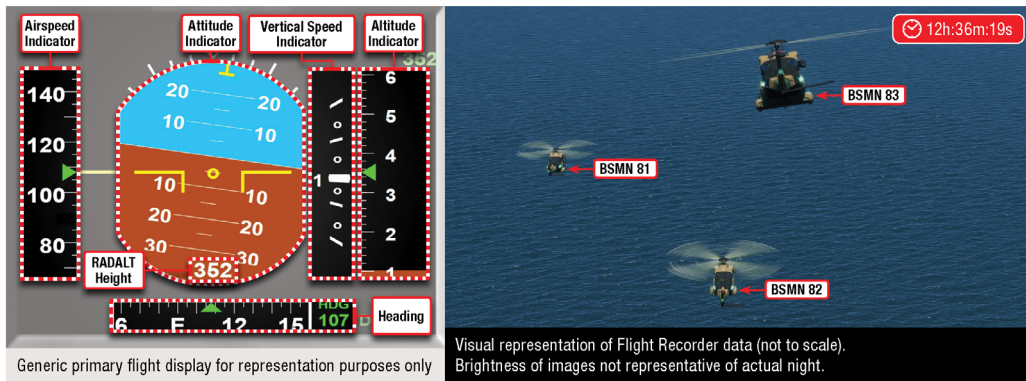 Airspeed
Indicator
Attitude
Indicator
Vertical Speed
Indicator
Altitude
Indicator
352
140
120
100
80
20 20
10 10
10 10
20 20
30 30
1
6
5
4
3
2
1
RADALT
Height
352
6 E 12 15
HDG
107
D
Heading
Generic primary flight display for representation purposes only
12h:36m:19s
BSMN 83
BSMN 81
BSMN 82
Visual representation of Flight Recorder data (not to scale).
Brightness of images not representative of actual night.